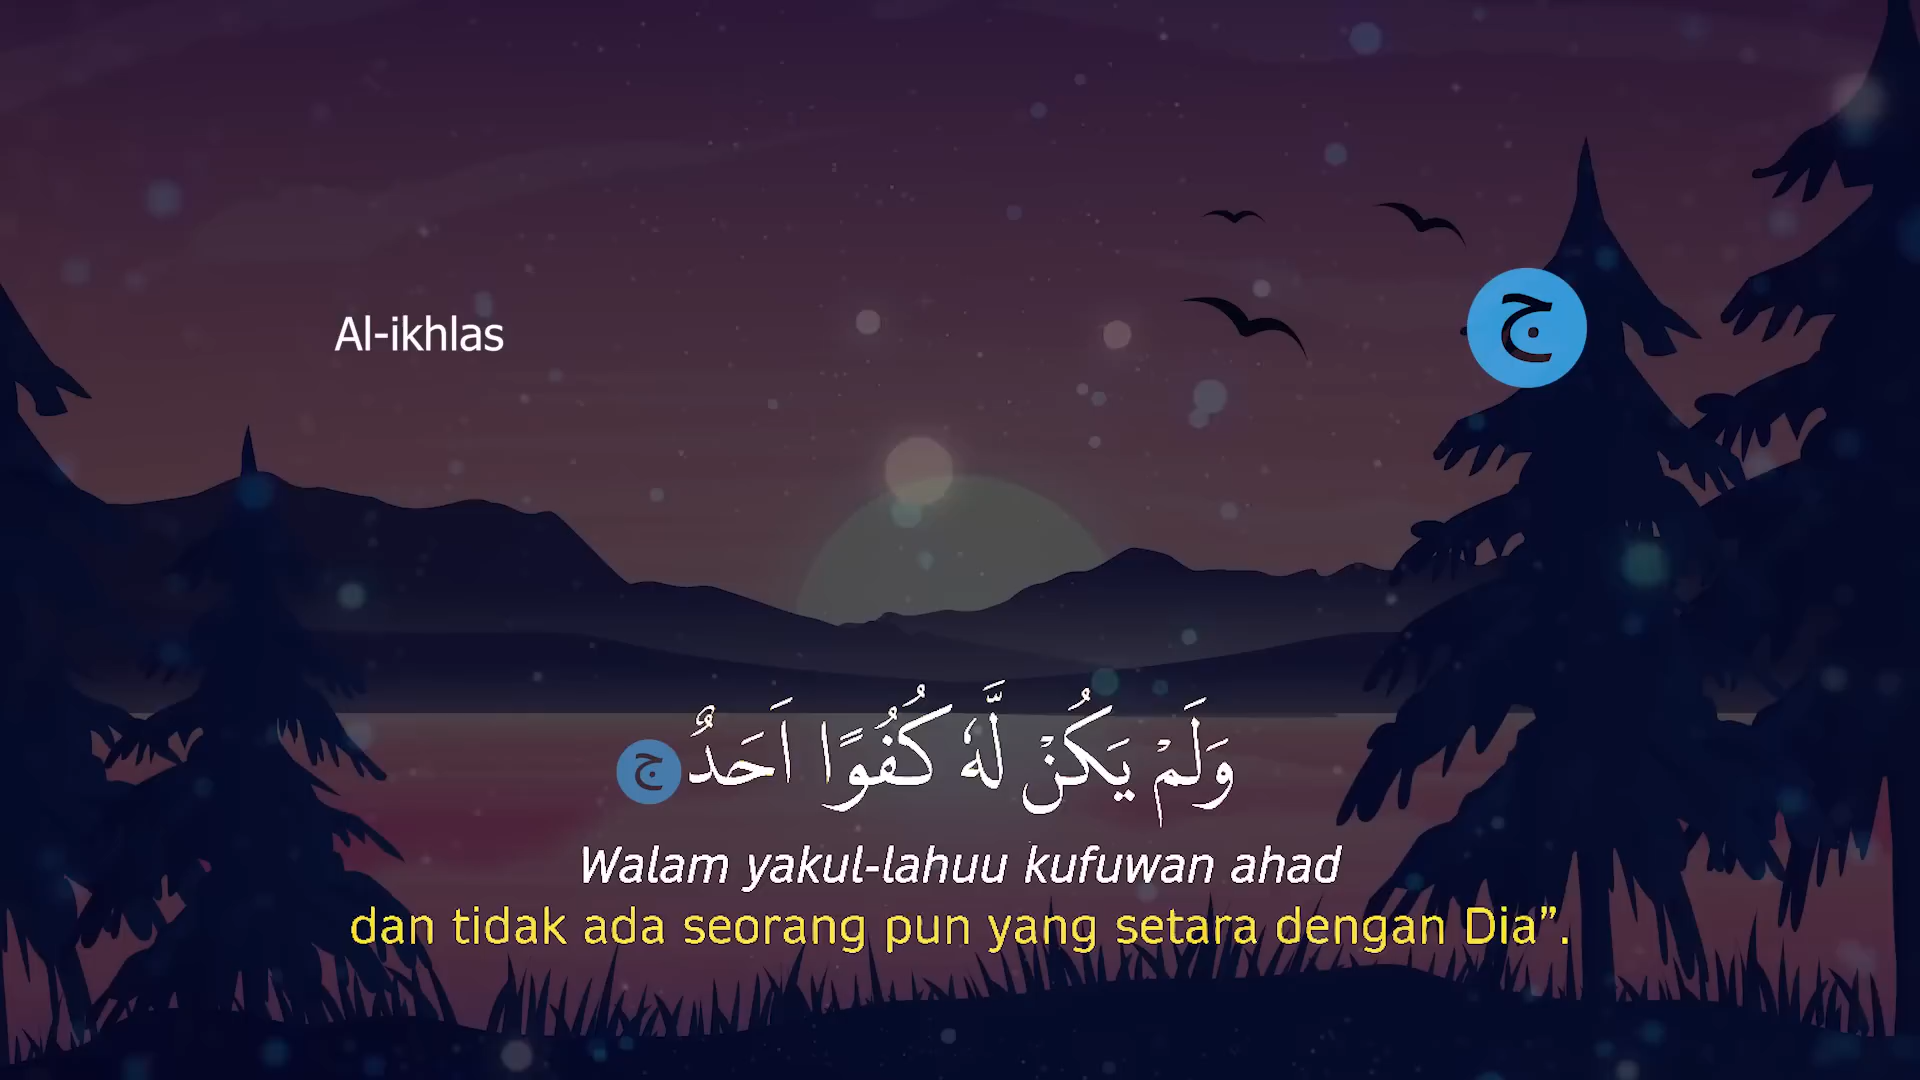 Al-ikhlas
ج
وَلَمْ يَكُنْ لَّهٗ كُفُوًا اَحَدٌ ج
Walam yakul-lahuu kufuwan ahad
dan tidak ada seorang pun yang setara dengan Dia”.